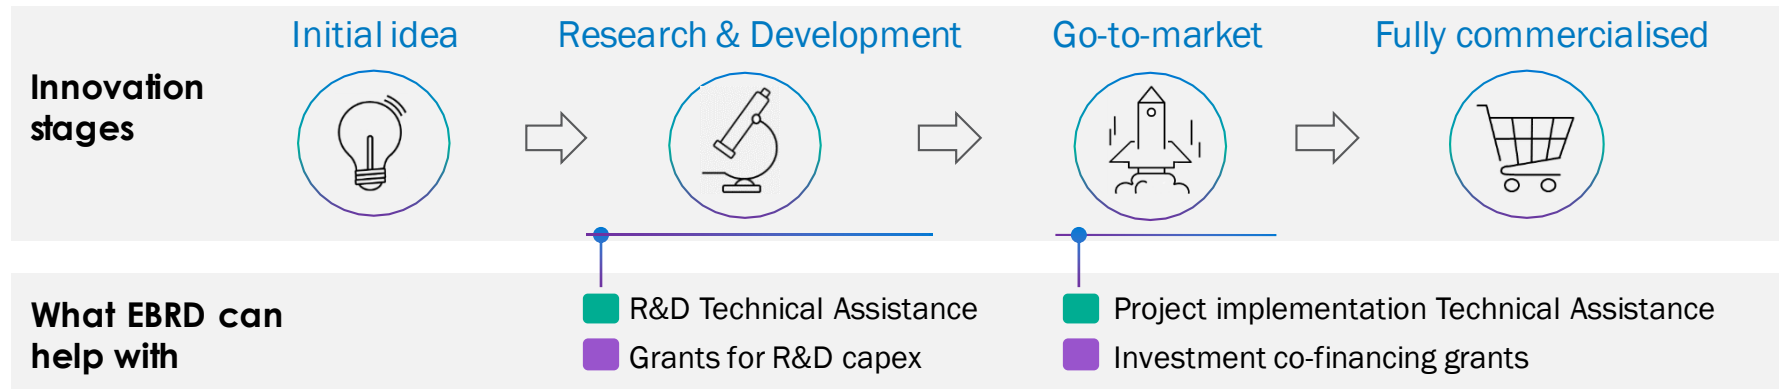 Initial idea
Research & Development
Go-to-market
Fully commercialised
Innovation
stages
What EBRD can
help with
R&D Technical Assistance
Grants for R&D capex
Project implementation Technical Assistance
Investment co-financing grants